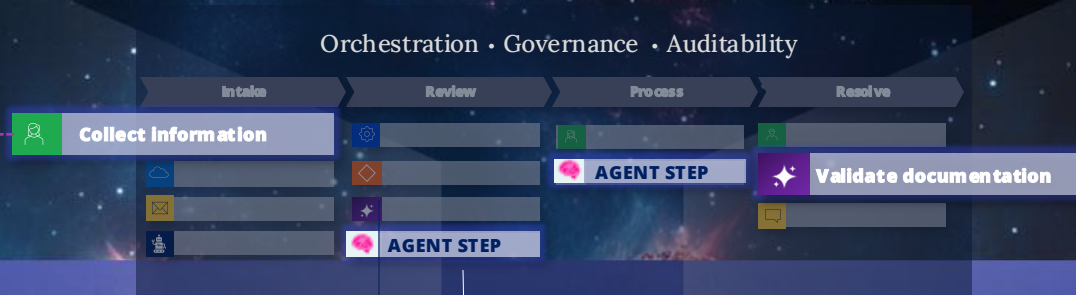 Orchestration • Governance • Auditability
Intake Review Process Resolve
Collect information
AGENT STEP
Validate documentation
AGENT STEP